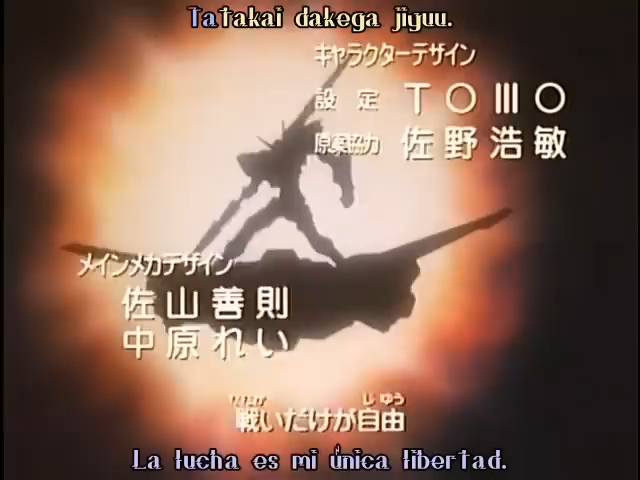 Tatakai dakega jiyuu.
キャラクターデザイン
設定 TOMO
原案協力 佐野浩敏
メインメカデザイン
佐山善則
中原れい
たたか じゆう
戦いだけが自由
La lucha es mi única libertad.